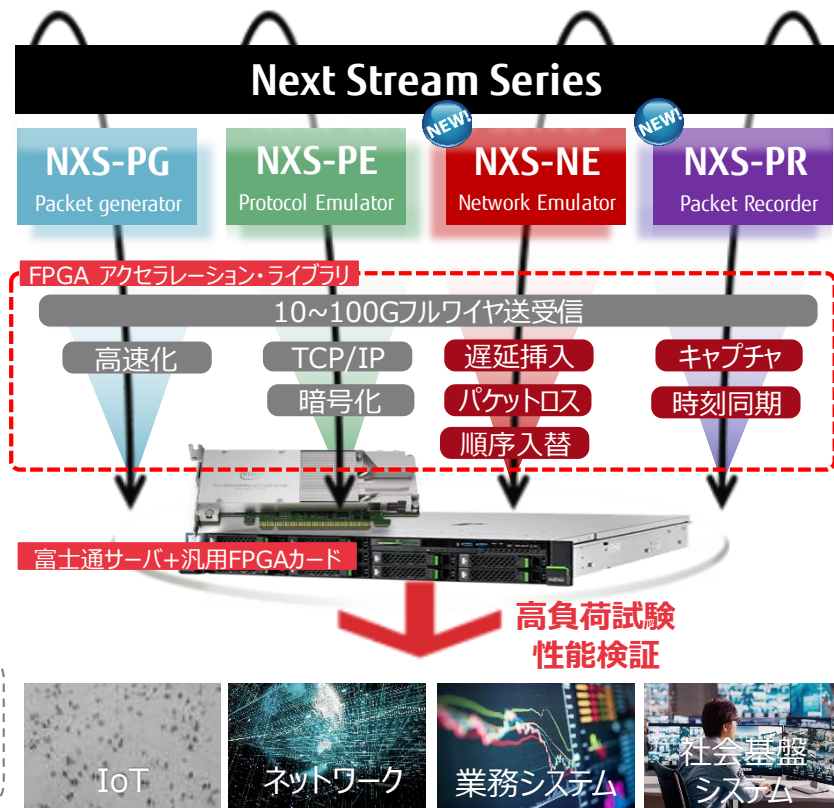 Next Stream Series
NEW!
NEW!
NXS-PG
Packet generator
NXS-PE
Protocol Emulator
NXS-NE
Network Emulator
NXS-PR
Packet Recorder
FPGA アクセラレーション・ライブラリ
10~100Gフルワイヤ送受信
高速化
TCP/IP
暗号化
遅延挿入
パケットロス
順序入替
キャプチャ
時刻同期
富士通サーバ+汎用FPGAカード
高負荷試験
性能検証
IoT
ネットワーク
業務システム
社会基盤
システム